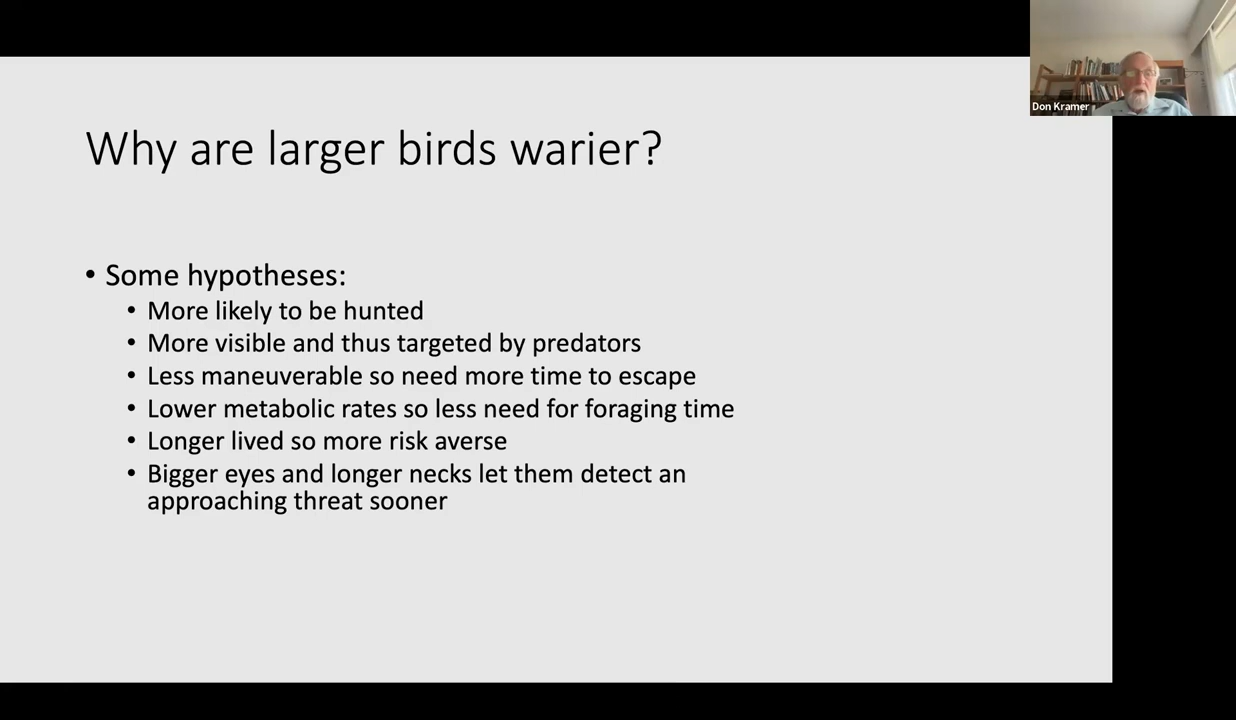 Don Kramer
Why are larger birds warier?
• Some hypotheses:
• More likely to be hunted
• More visible and thus targeted by predators
• Less maneuverable so need more time to escape
• Lower metabolic rates so less need for foraging time
• Longer lived so more risk averse
• Bigger eyes and longer necks let them detect an
approaching threat sooner